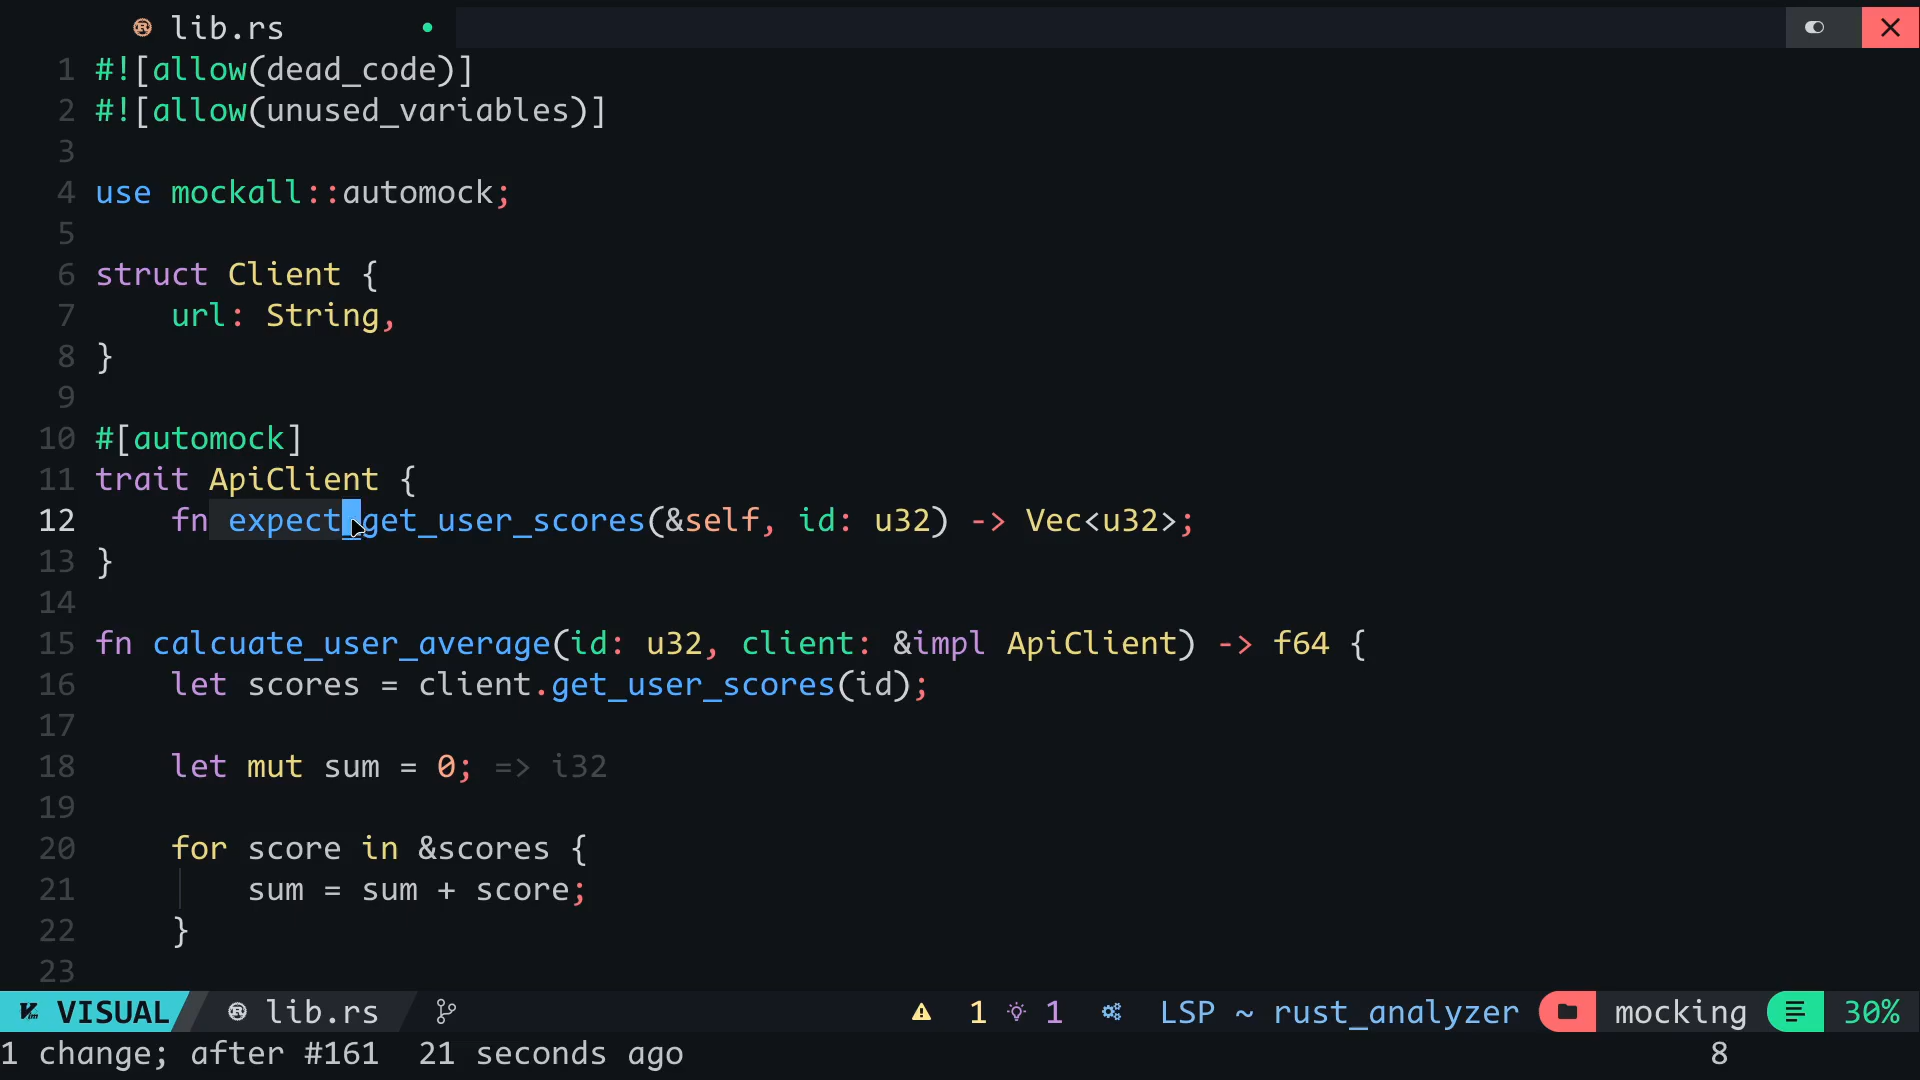 lib.rs
1 #![allow(dead_code)]
2 #![allow(unused_variables)]
3
4 use mockall::automock;
5
6 struct Client {
7     url: String,
8 }
9
10 #[automock]
11 trait ApiClient {
12     fn expect_get_user_scores(&self, id: u32) -> Vec<u32>;
13 }
14
15 fn calcuate_user_average(id: u32, client: &impl ApiClient) -> f64 {
16     let scores = client.get_user_scores(id);
17
18     let mut sum = 0; => i32
19
20     for score in &scores {
21         sum = sum + score;
22     }
23
VISUAL lib.rs 1 1 LSP ~ rust_analyzer mocking 30%
1 change; after #161  21 seconds ago 8